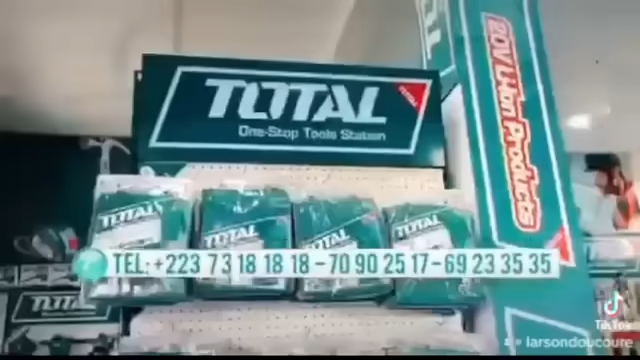 TOTAL
One-Stop Tools Station
20V Li-Ion Products
TOTAL
TOTAL
TOTAL
TOTAL
TEL: +223 73 18 18 18 - 70 90 25 17 - 69 23 35 35
TOTAL
TikTok
larsondoucoure